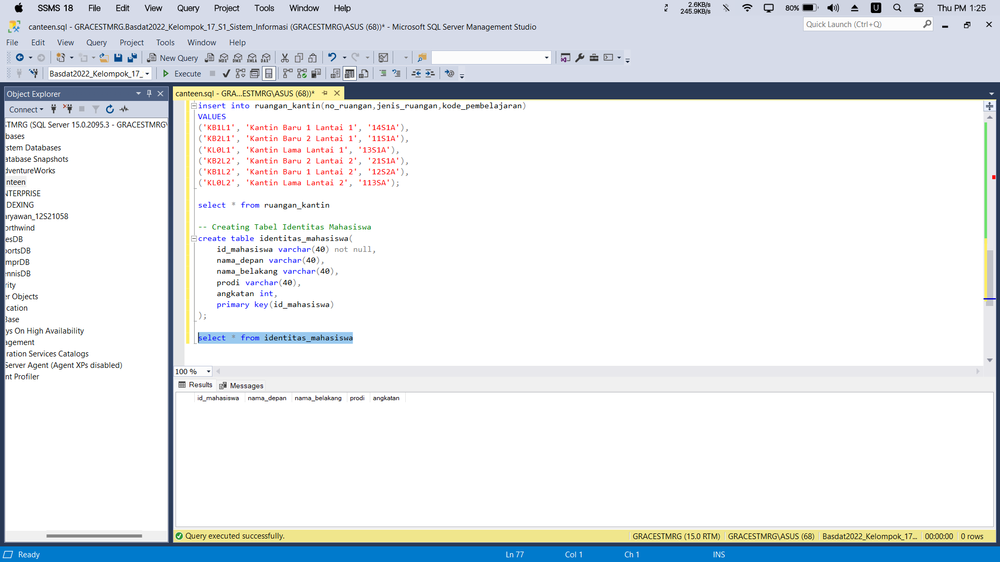 SSMS 18 File Edit View Query Project Tools Window Help
2.6KB/s
245.9KB/s
80% U Thu PM 1:25
canteen.sql - GRACESTMRG.Basdat2022_Kelompok_17_S1_Sistem_Informasi (GRACESTMRG\ASUS (68))* - Microsoft SQL Server Management Studio
Quick Launch (Ctrl+Q)
File Edit View Query Project Tools Window Help
New Query MDX DMX XMLA DAX
Basdat2022_Kelompok_17_ Execute
Object Explorer
Connect
STMRG (SQL Server 15.0.2095.3 - GRACESTMRG\
bases
stem Databases
atabase Snapshots
dventureWorks
nteen
NTERPRISE
DEXING
aryawan_12S21058
orthwind
esDB
portsDB
mprDB
ennisDB
rity
er Objects
cation
Base
ys On High Availability
agement
ration Services Catalogs
Server Agent (Agent XPs disabled)
nt Profiler
canteen.sql - GRA...ESTMRG\ASUS (68))*
insert into ruangan_kantin(no_ruangan,jenis_ruangan,kode_pembelajaran)
VALUES
('KB1L1', 'Kantin Baru 1 Lantai 1', '14S1A'),
('KB2L1', 'Kantin Baru 2 Lantai 1', '11S1A'),
('KL0L1', 'Kantin Lama Lantai 1', '13S1A'),
('KB2L2', 'Kantin Baru 2 Lantai 2', '21S1A'),
('KB1L2', 'Kantin Baru 1 Lantai 2', '12S2A'),
('KL0L2', 'Kantin Lama Lantai 2', '113SA');
select * from ruangan_kantin
-- Creating Tabel Identitas Mahasiswa
create table identitas_mahasiswa(
id_mahasiswa varchar(40) not null,
nama_depan varchar(40),
nama_belakang varchar(40),
prodi varchar(40),
angkatan int,
primary key(id_mahasiswa)
);
select * from identitas_mahasiswa
100 %
Results Messages
id_mahasiswa nama_depan nama_belakang prodi angkatan
Query executed successfully. GRACESTMRG (15.0 RTM) GRACESTMRG\ASUS (68) Basdat2022_Kelompok_17... 00:00:00 0 rows
Ready Ln 77 Col 1 Ch 1 INS